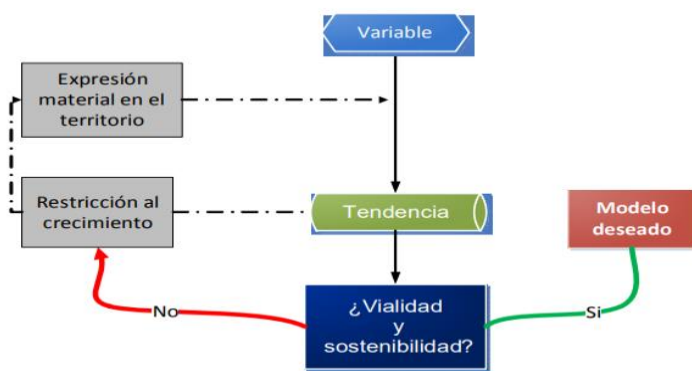 Variable
Expresión
material en el
territorio
Restricción al
crecimiento
Tendencia
Modelo
deseado
¿Vialidad
y
sostenibilidad?
No
Si